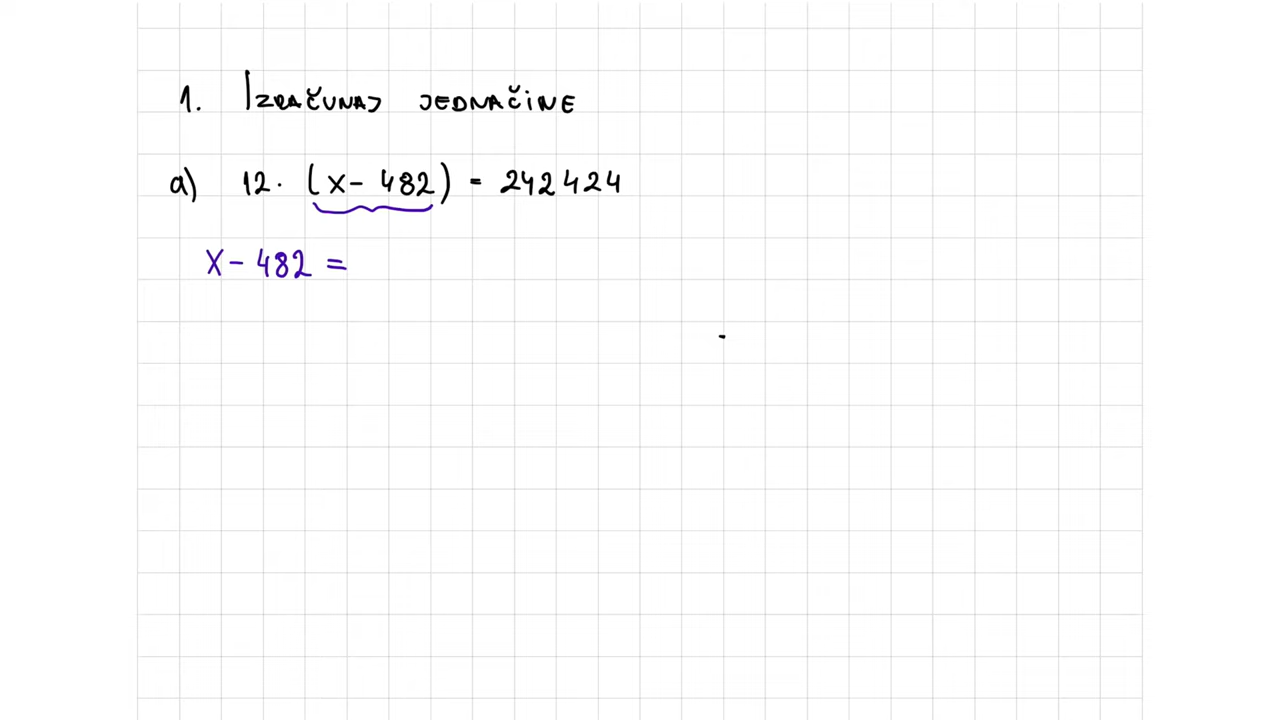 1. IZRAČUNAJ JEDNAČINE
a) 12 · (x - 482) = 242424
x - 482 =